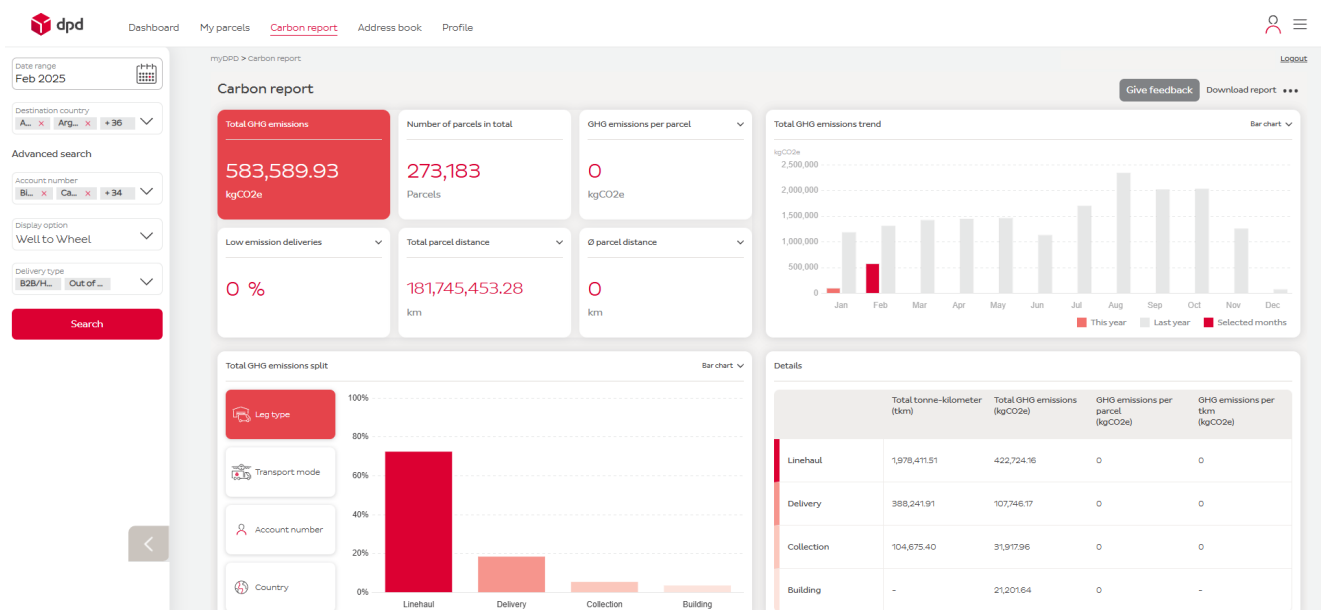 dpd
Dashboard
My parcels
Carbon report
Address book
Profile
Date range
Feb 2025
Destination country
A... × Arg... × + 36
Advanced search
Account number
Bi... × Ca... × + 34
Display option
Well to Wheel
Delivery type
B2B/H... Out of ...
Search
myDPD > Carbon report
Logout
Carbon report
Give feedback
Download report
Total GHG emissions
583,589.93
kgCO2e
Number of parcels in total
273,183
Parcels
GHG emissions per parcel
0
kgCO2e
Low emission deliveries
0 %
Total parcel distance
181,745,453.28
km
Ø parcel distance
0
km
Total GHG emissions trend
Bar chart
kgCO2e
2,500,000
2,000,000
1,500,000
1,000,000
500,000
0
Jan Feb Mar Apr May Jun Jul Aug Sep Oct Nov Dec
This year Last year Selected months
Total GHG emissions split
Bar chart
Leg type
Transport mode
Account number
Country
100%
80%
60%
40%
20%
0%
Linehaul Delivery Collection Building
Details
Total tonne-kilometer
(tkm)
Total GHG emissions
(kgCO2e)
GHG emissions per
parcel
(kgCO2e)
GHG emissions per
tkm
(kgCO2e)
Linehaul 1,978,411.51 422,724.16 0 0
Delivery 388,241.91 107,746.17 0 0
Collection 104,675.40 31,917.96 0 0
Building - 21,201.64 0 -